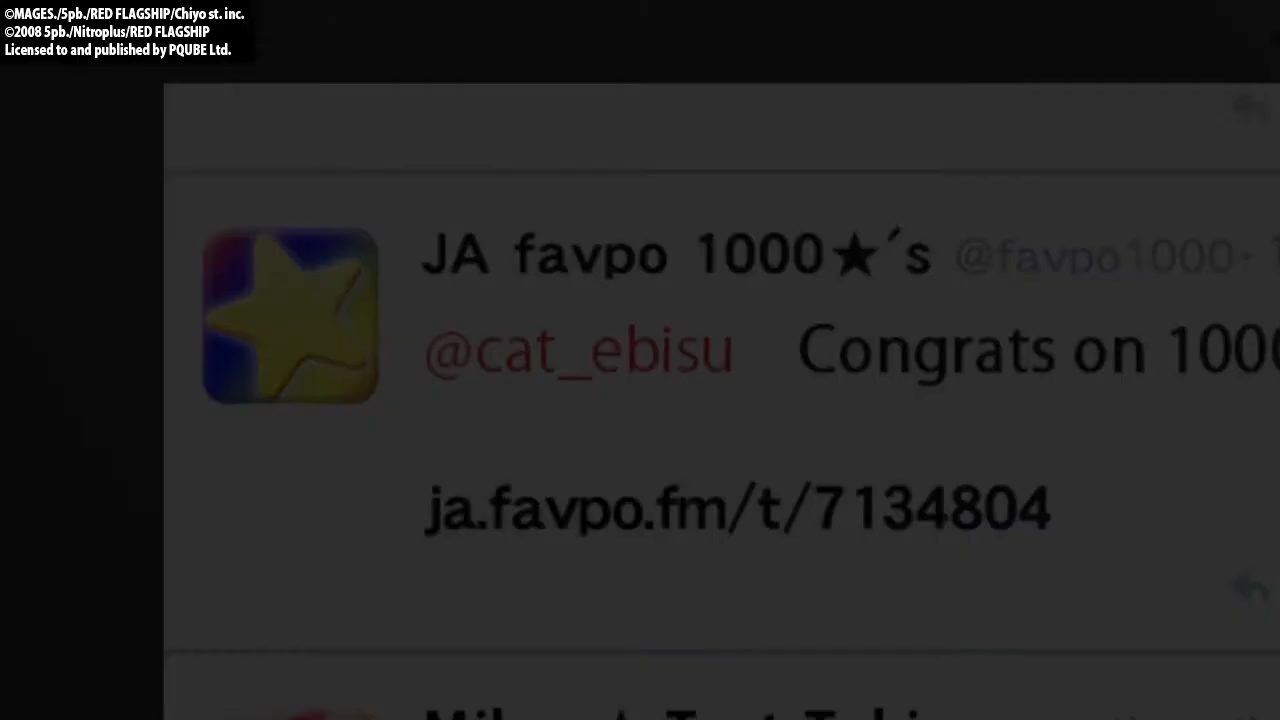 ©MAGES./5pb./RED FLAGSHIP/Chiyo st. inc.
©2008 5pb./Nitroplus/RED FLAGSHIP
Licensed to and published by PQUBE Ltd.
JA favpo 1000★´s @favpo1000·
@cat_ebisu Congrats on 1000
ja.favpo.fm/t/7134804